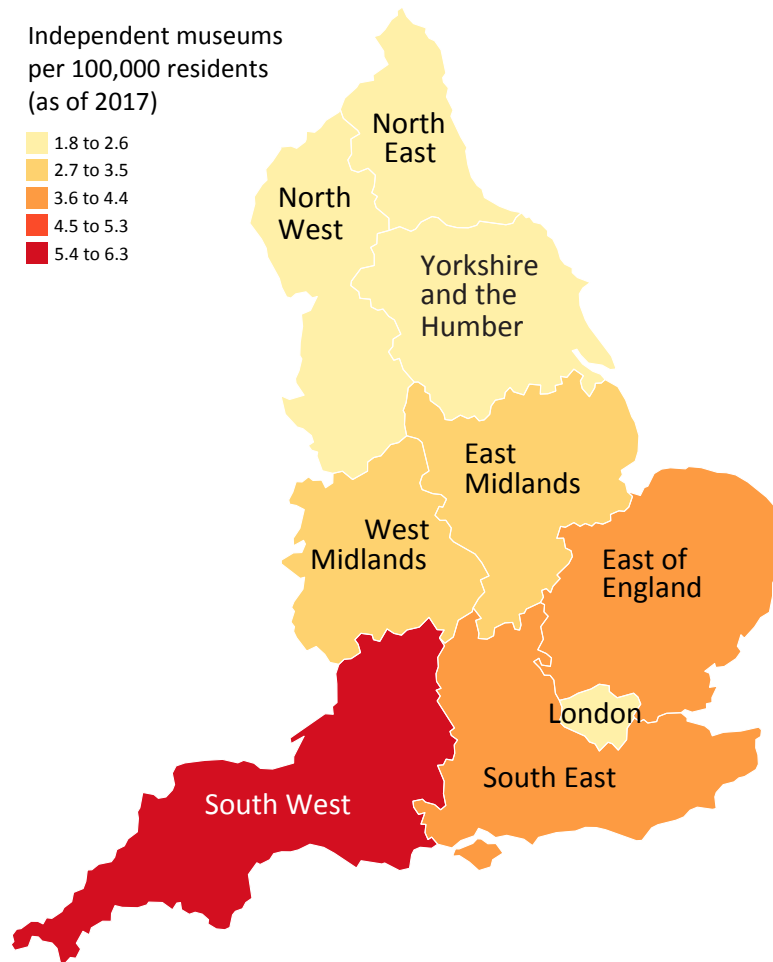 Independent museums
per 100,000 residents
(as of 2017)
1.8 to 2.6
2.7 to 3.5
3.6 to 4.4
4.5 to 5.3
5.4 to 6.3
North
East
North
West
Yorkshire
and the
Humber
East
Midlands
West
Midlands
East of
England
London
South East
South West